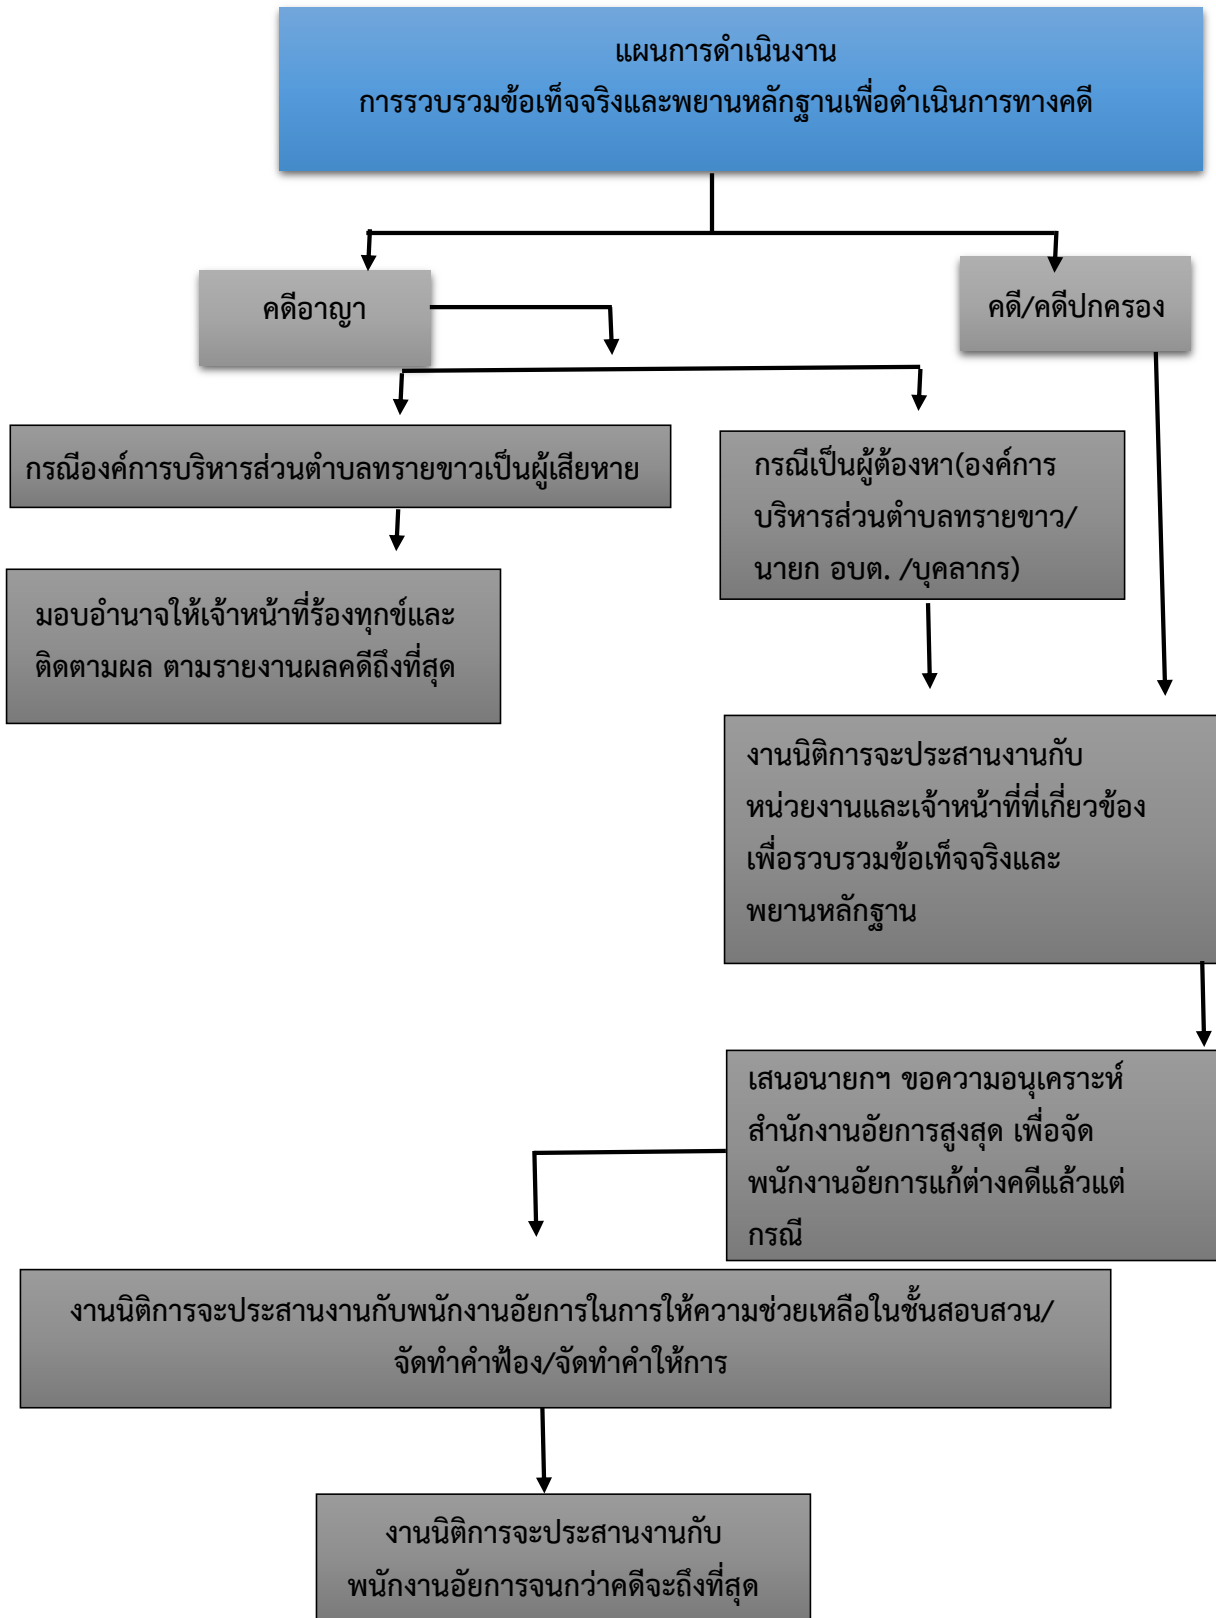 แผนการดำเนินงาน
การรวบรวมข้อเท็จจริงและพยานหลักฐานเพื่อดำเนินการทางคดี
คดีอาญา
คดี/คดีปกครอง
กรณีองค์การบริหารส่วนตำบลทรายขาวเป็นผู้เสียหาย
กรณีเป็นผู้ต้องหา(องค์การ
บริหารส่วนตำบลทรายขาว/
นายก อบต. /บุคลากร)
มอบอำนาจให้เจ้าหน้าที่ร้องทุกข์และ
ติดตามผล ตามรายงานผลคดีถึงที่สุด
งานนิติการจะประสานงานกับ
หน่วยงานและเจ้าหน้าที่ที่เกี่ยวข้อง
เพื่อรวบรวมข้อเท็จจริงและ
พยานหลักฐาน
เสนอนายกฯ ขอความอนุเคราะห์
สำนักงานอัยการสูงสุด เพื่อจัด
พนักงานอัยการแก้ต่างคดีแล้วแต่
กรณี
งานนิติการจะประสานงานกับพนักงานอัยการในการให้ความช่วยเหลือในชั้นสอบสวน/
จัดทำคำฟ้อง/จัดทำคำให้การ
งานนิติการจะประสานงานกับ
พนักงานอัยการจนกว่าคดีจะถึงที่สุด